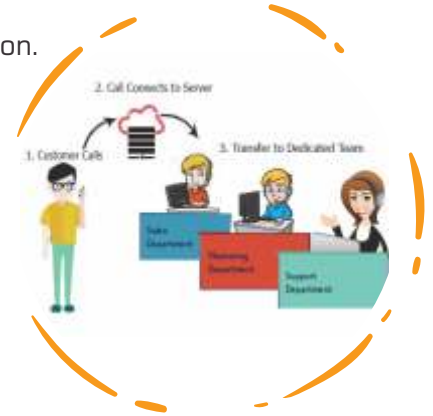 on.
2. Call Connects to Server
1. Customer Calls
3. Transfer to Dedicated Team
Sales
Department
Marketing
Department
Support
Department